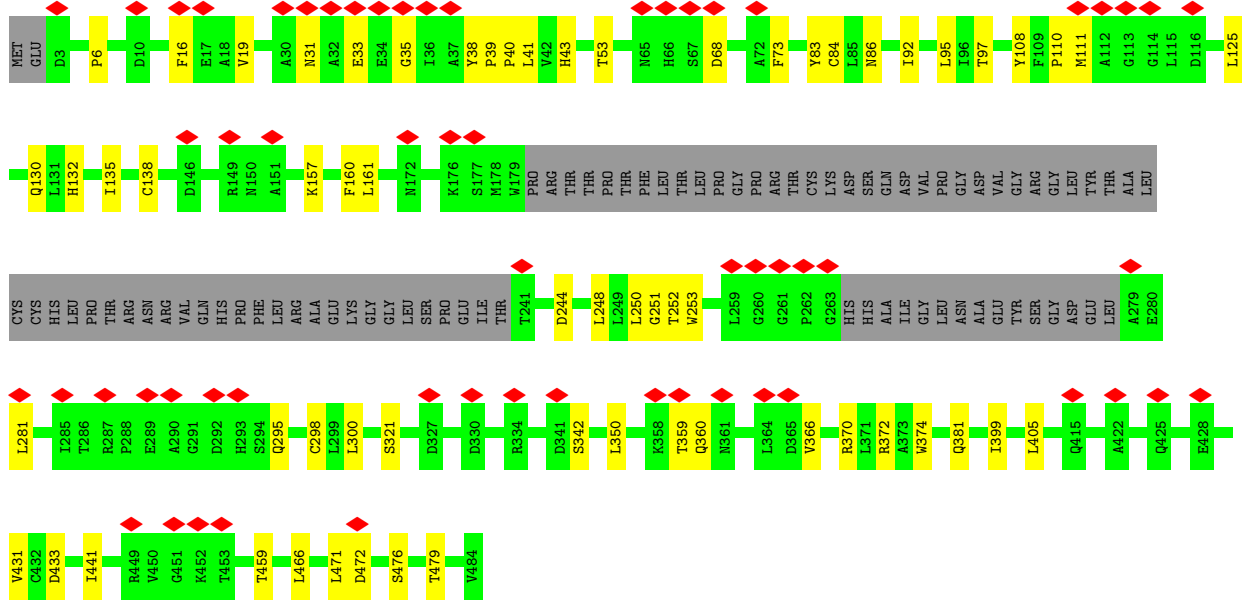 MET GLU D3 P6 D10 F16 E17 A18 V19 A30 N31 A32 E33 E34 G35 I36 A37 Y38 P39 P40 L41 V42 H43 T53 N65 H66 S67 D68 A72 F73 Y83 C84 L85 N86 I92 L95 I96 T97 Y108 F109 P110 M111 A112 G113 G114 L115 D116 L125
Q130 L131 H132 I135 C138 D146 R149 N150 A151 K157 F160 L161 N172 K176 S177 M178 W179 PRO ARG THR THR PRO THR PHE LEU THR LEU PRO GLY PRO ARG THR CYS LYS ASP SER GLN ASP VAL PRO GLY ASP VAL GLY ARG GLY LEU TYR THR ALA LEU
CYS CYS HIS LEU PRO THR ARG ASN ARG VAL GLN HIS PRO PHE LEU ARG ALA GLU LYS GLY GLY LEU SER PRO GLU ILE THR T241 D244 L248 L249 L250 G251 T252 W253 L259 G260 G261 P262 G263 HIS HIS ALA ILE GLY LEU ASN ALA GLU TYR SER GLY ASP GLU LEU A279 E280
L281 I285 T286 R287 P288 E289 A290 G291 D292 H293 S294 Q295 C298 L299 L300 S321 D327 D330 R334 D341 S342 L350 K358 T359 Q360 N361 L364 D365 V366 R370 L371 R372 A373 W374 Q381 I399 L405 Q415 A422 Q425 E428
V431 C432 D433 I441 R449 V450 G451 K452 T453 T459 L466 L471 D472 S476 T479 V484